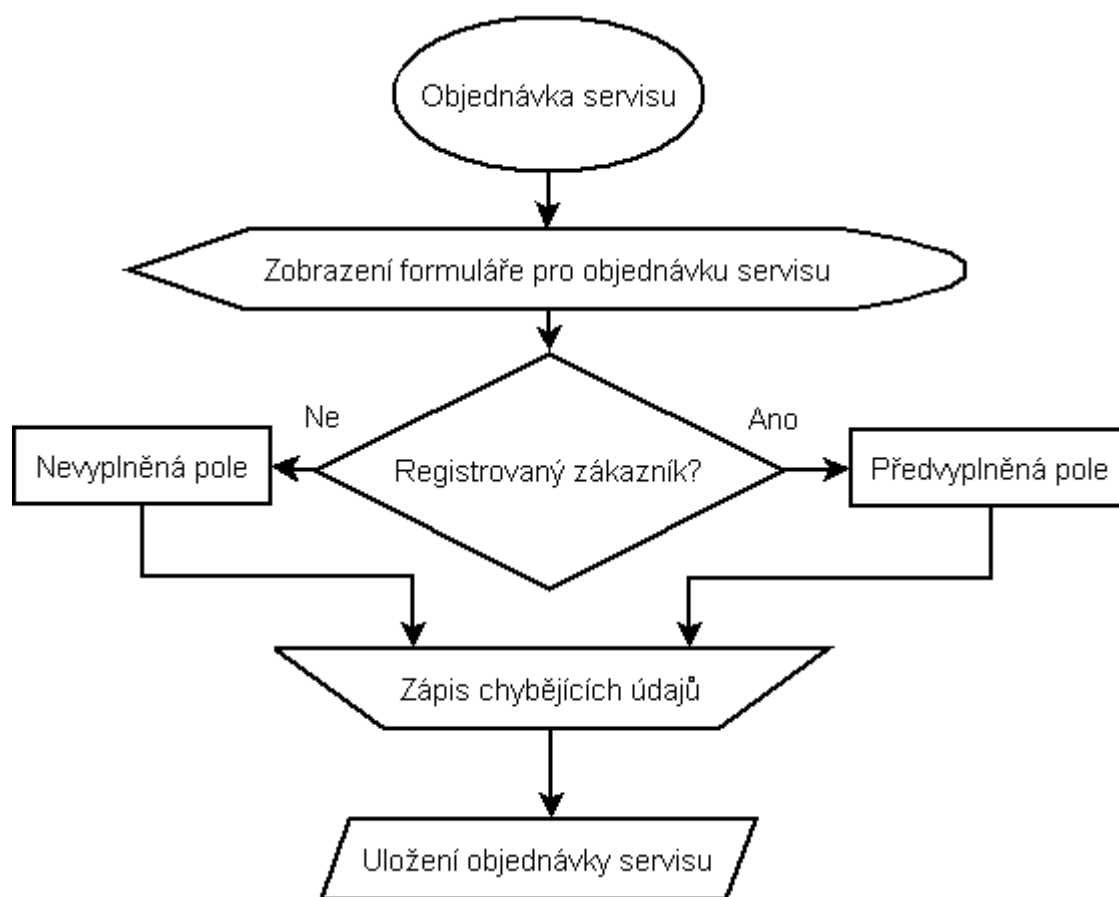 Objednávka servisu
Zobrazení formuláře pro objednávku servisu
Ne
Ano
Nevyplněná pole
Registrovaný zákazník?
Předvyplněná pole
Zápis chybějících údajů
Uložení objednávky servisu